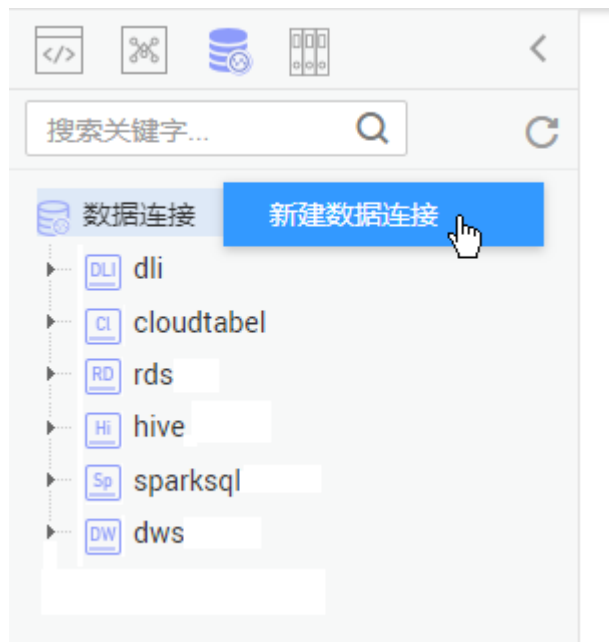 </>
搜索关键字...
数据连接 新建数据连接
DLI dli
CL cloudtabel
RD rds
Hi hive
Sp sparksql
DW dws